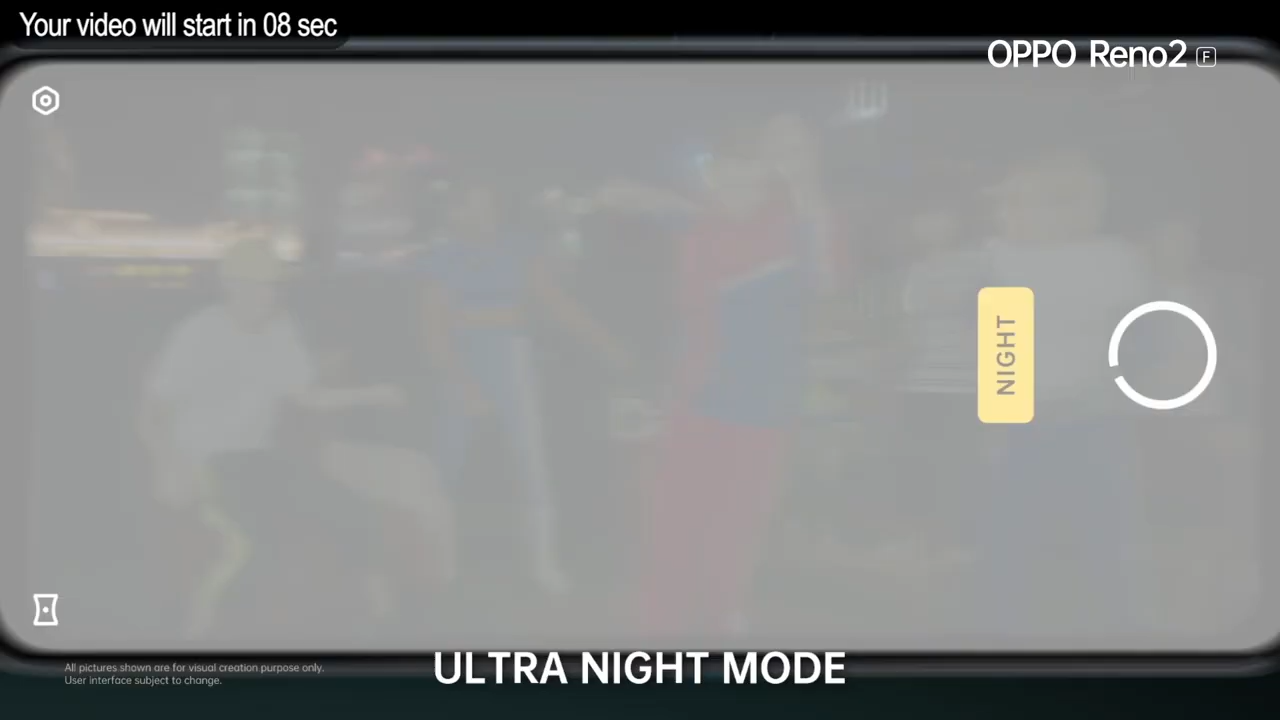 Your video will start in 08 sec
OPPO Reno2 F
NIGHT
ULTRA NIGHT MODE
All pictures shown are for visual creation purpose only.
User interface subject to change.